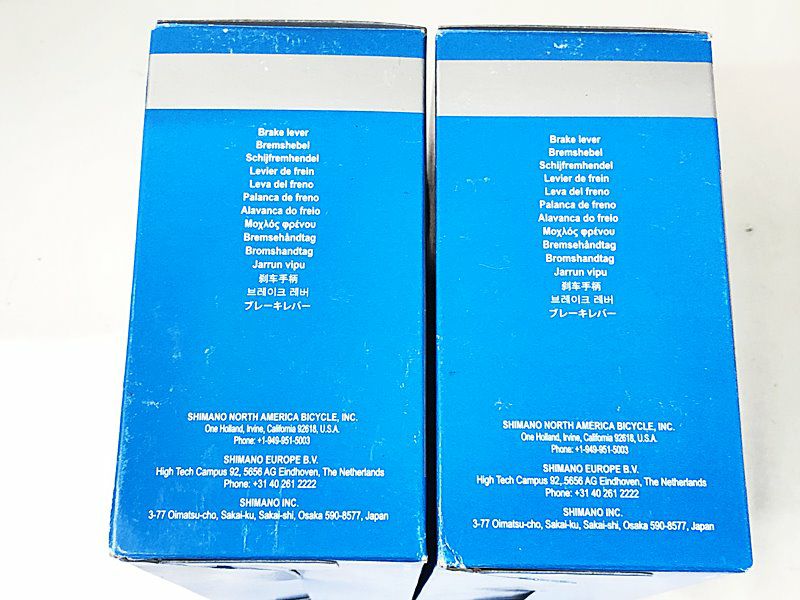 Brake lever
Bremshebel
Schijfremhendel
Levier de frein
Leva del freno
Palanca de freno
Alavanca do freio
Μοχλός φρένου
Bremsehåndtag
Bromshandtag
Jarrun vipu
刹车手柄
브레이크 레버
ブレーキレバー
SHIMANO NORTH AMERICA BICYCLE, INC.
One Holland, Irvine, California 92618, U.S.A.
Phone: +1-949-951-5003
SHIMANO EUROPE B.V.
High Tech Campus 92, 5656 AG Eindhoven, The Netherlands
Phone: +31 40 261 2222
SHIMANO INC.
3-77 Oimatsu-cho, Sakai-ku, Sakai-shi, Osaka 590-8577, Japan
Brake lever
Bremshebel
Schijfremhendel
Levier de frein
Leva del freno
Palanca de freno
Alavanca do freio
Μοχλός φρένου
Bremsehåndtag
Bromshandtag
Jarrun vipu
刹车手柄
브레이크 레버
ブレーキレバー
SHIMANO NORTH AMERICA BICYCLE, INC.
One Holland, Irvine, California 92618, U.S.A.
Phone: +1-949-951-5003
SHIMANO EUROPE B.V.
High Tech Campus 92, 5656 AG Eindhoven, The Netherlands
Phone: +31 40 261 2222
SHIMANO INC.
3-77 Oimatsu-cho, Sakai-ku, Sakai-shi, Osaka 590-8577, Japan